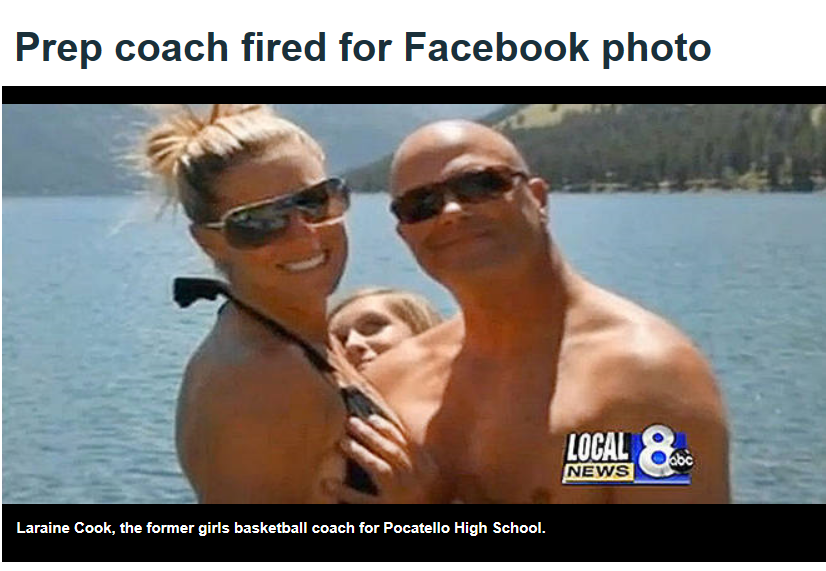 Prep coach fired for Facebook photo
LOCAL 8 abc
NEWS
Laraine Cook, the former girls basketball coach for Pocatello High School.